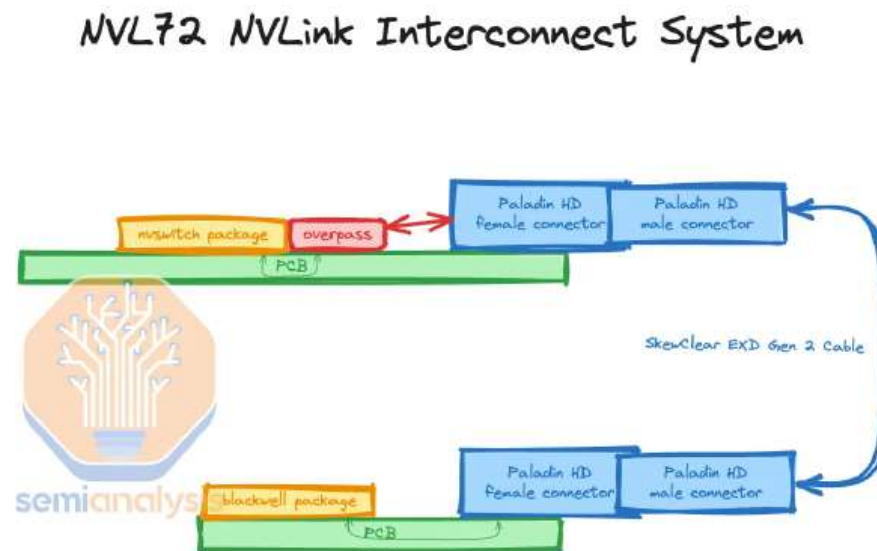 NVL72 NVLink Interconnect System
Paladin HD
female connector
Paladin HD
male connector
nvswitch package
overpass
PCB
SkewClear EXD Gen 2 Cable
Paladin HD
female connector
Paladin HD
male connector
semianalysis
blackwell package
PCB